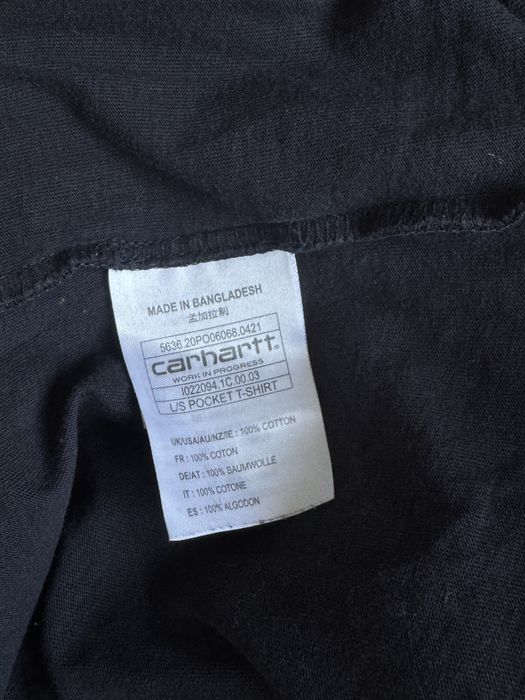 MADE IN BANGLADESH
孟加拉制
5636.20PO06068.0421
carhartt®
WORK IN PROGRESS
I022094.1C.00.03
L/S POCKET T-SHIRT
UK/USA/AU/NZ/IE : 100% COTTON
FR : 100% COTON
DE/AT : 100% BAUMWOLLE
IT : 100% COTONE
ES : 100% ALGODON